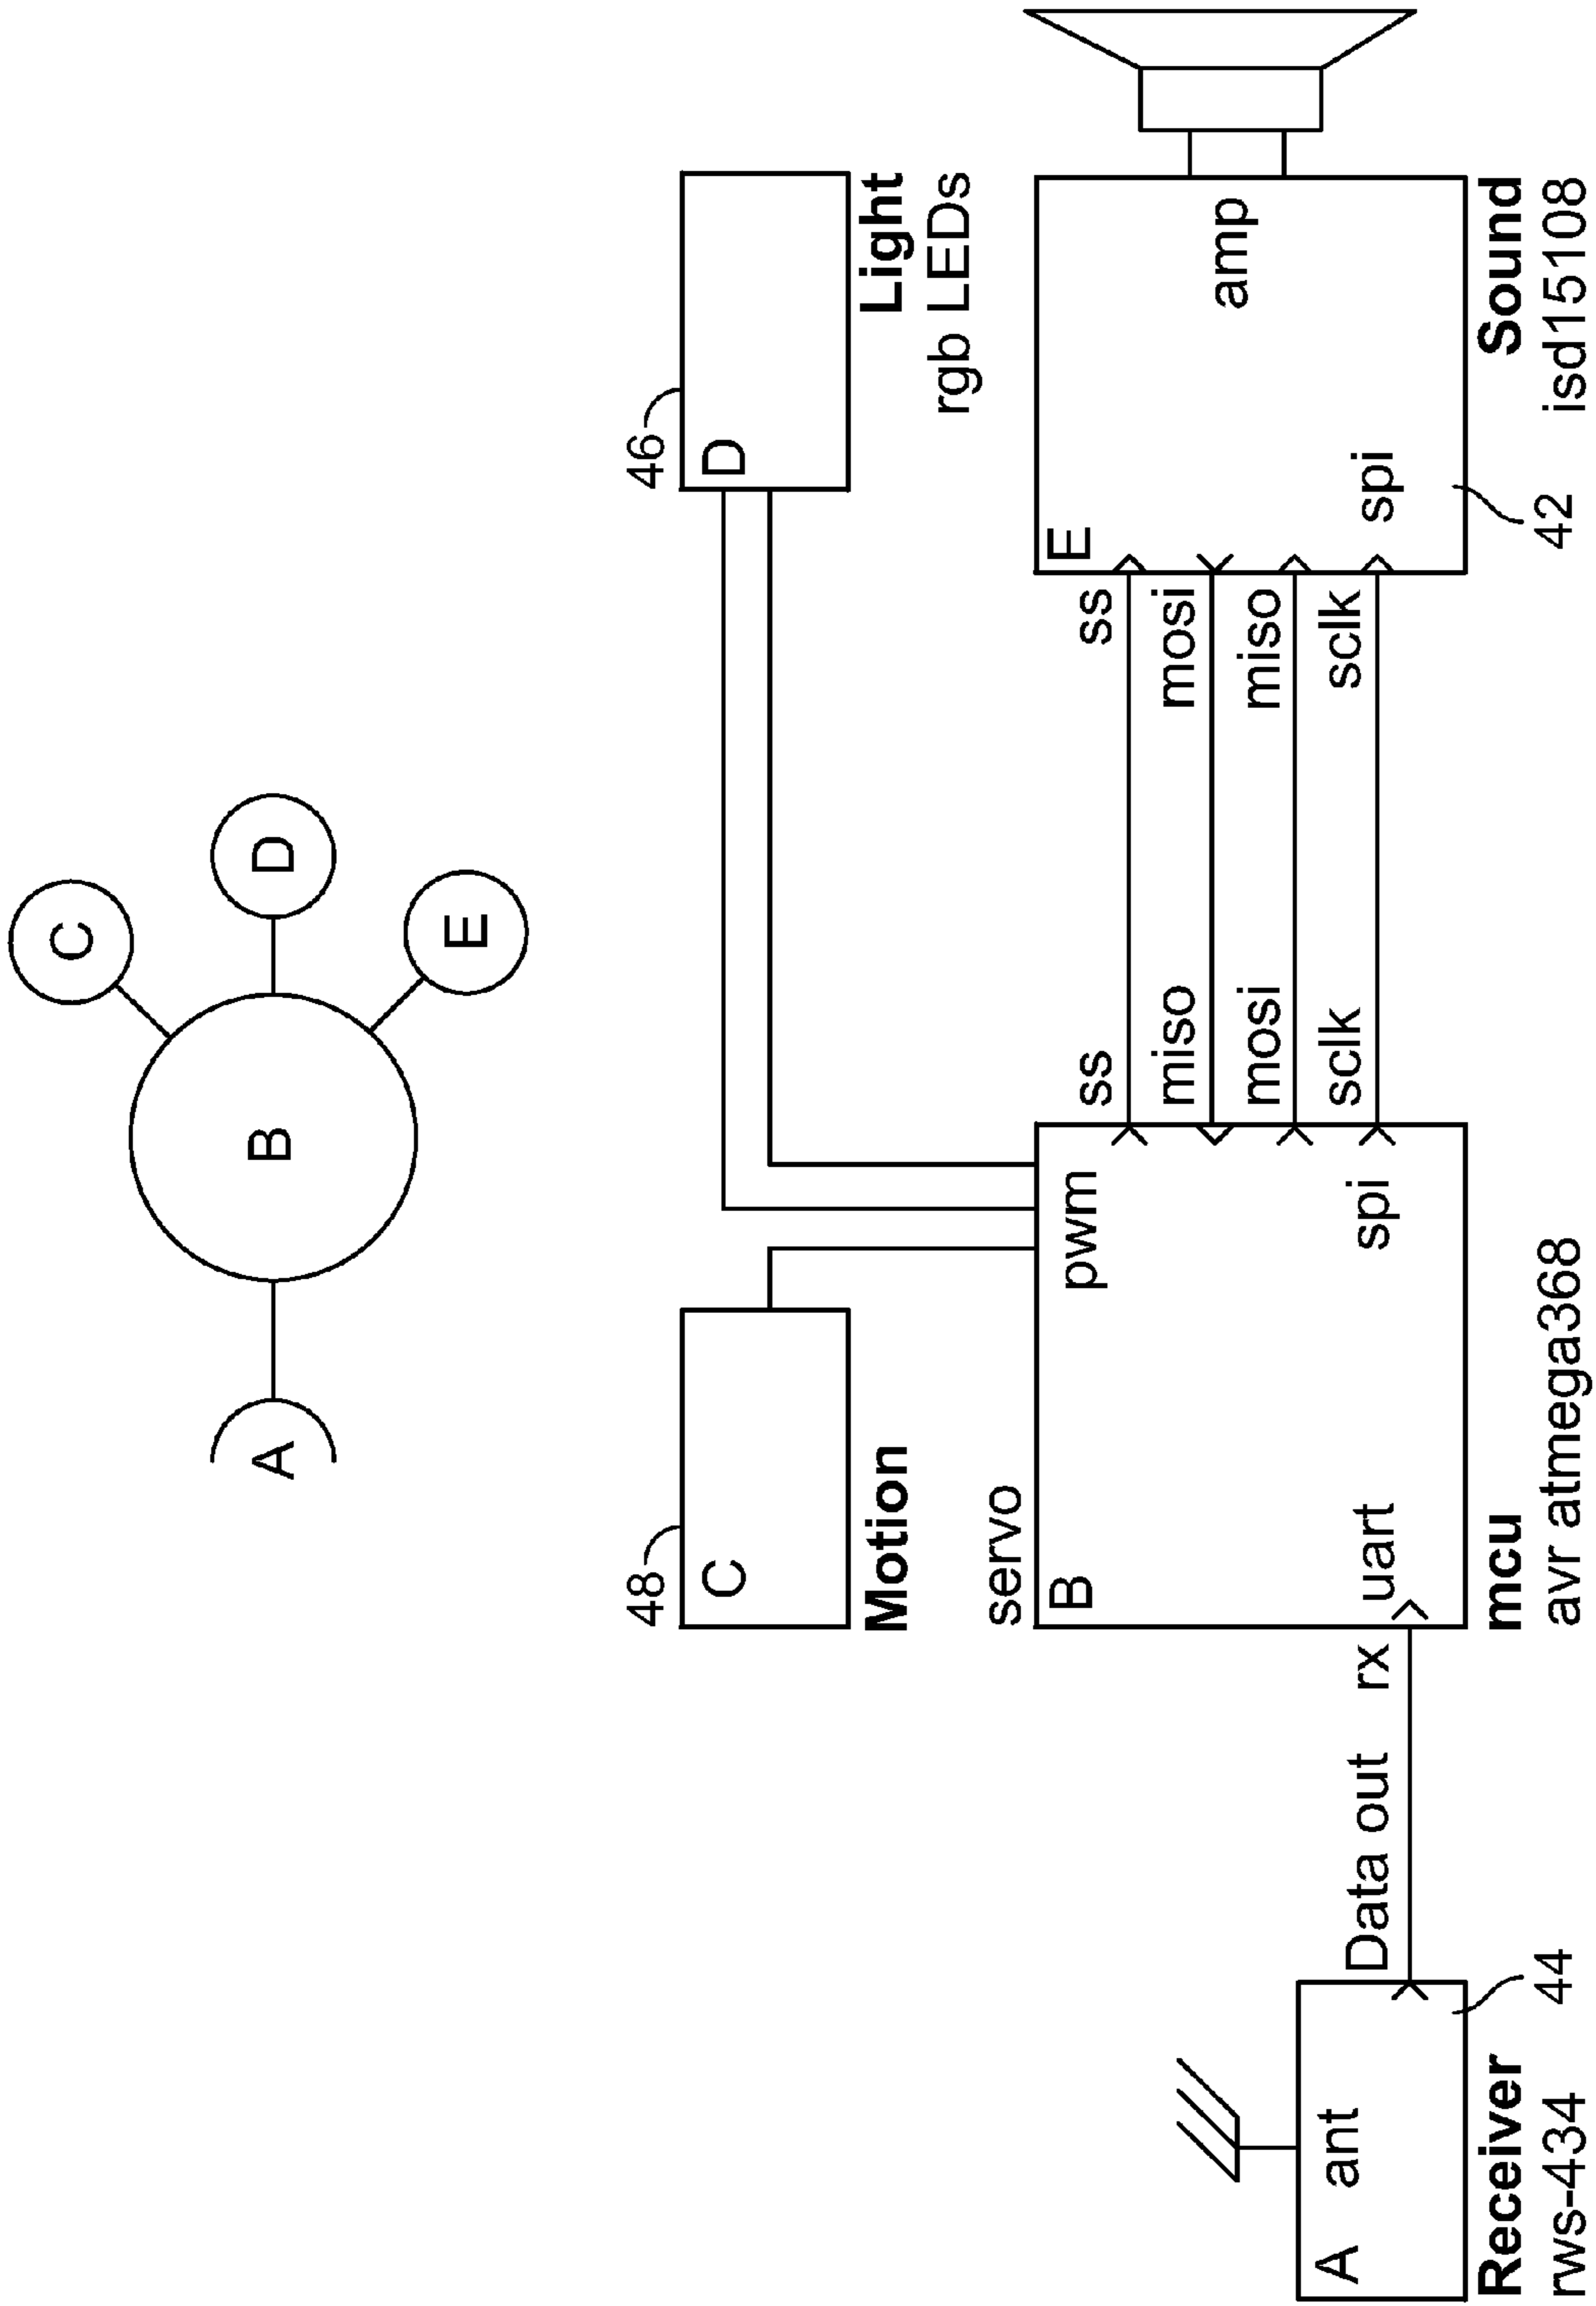 C
A
B
D
E
48
46
C
D
Motion
Light
servo
rgb LEDs
B
pwm
ss
ss
E
miso
mosi
amp
mosi
miso
A ant
Data out
rx
uart
spi
sclk
sclk
spi
Receiver
44
mcu
42
Sound
rws-434
avr atmega368
isd15108